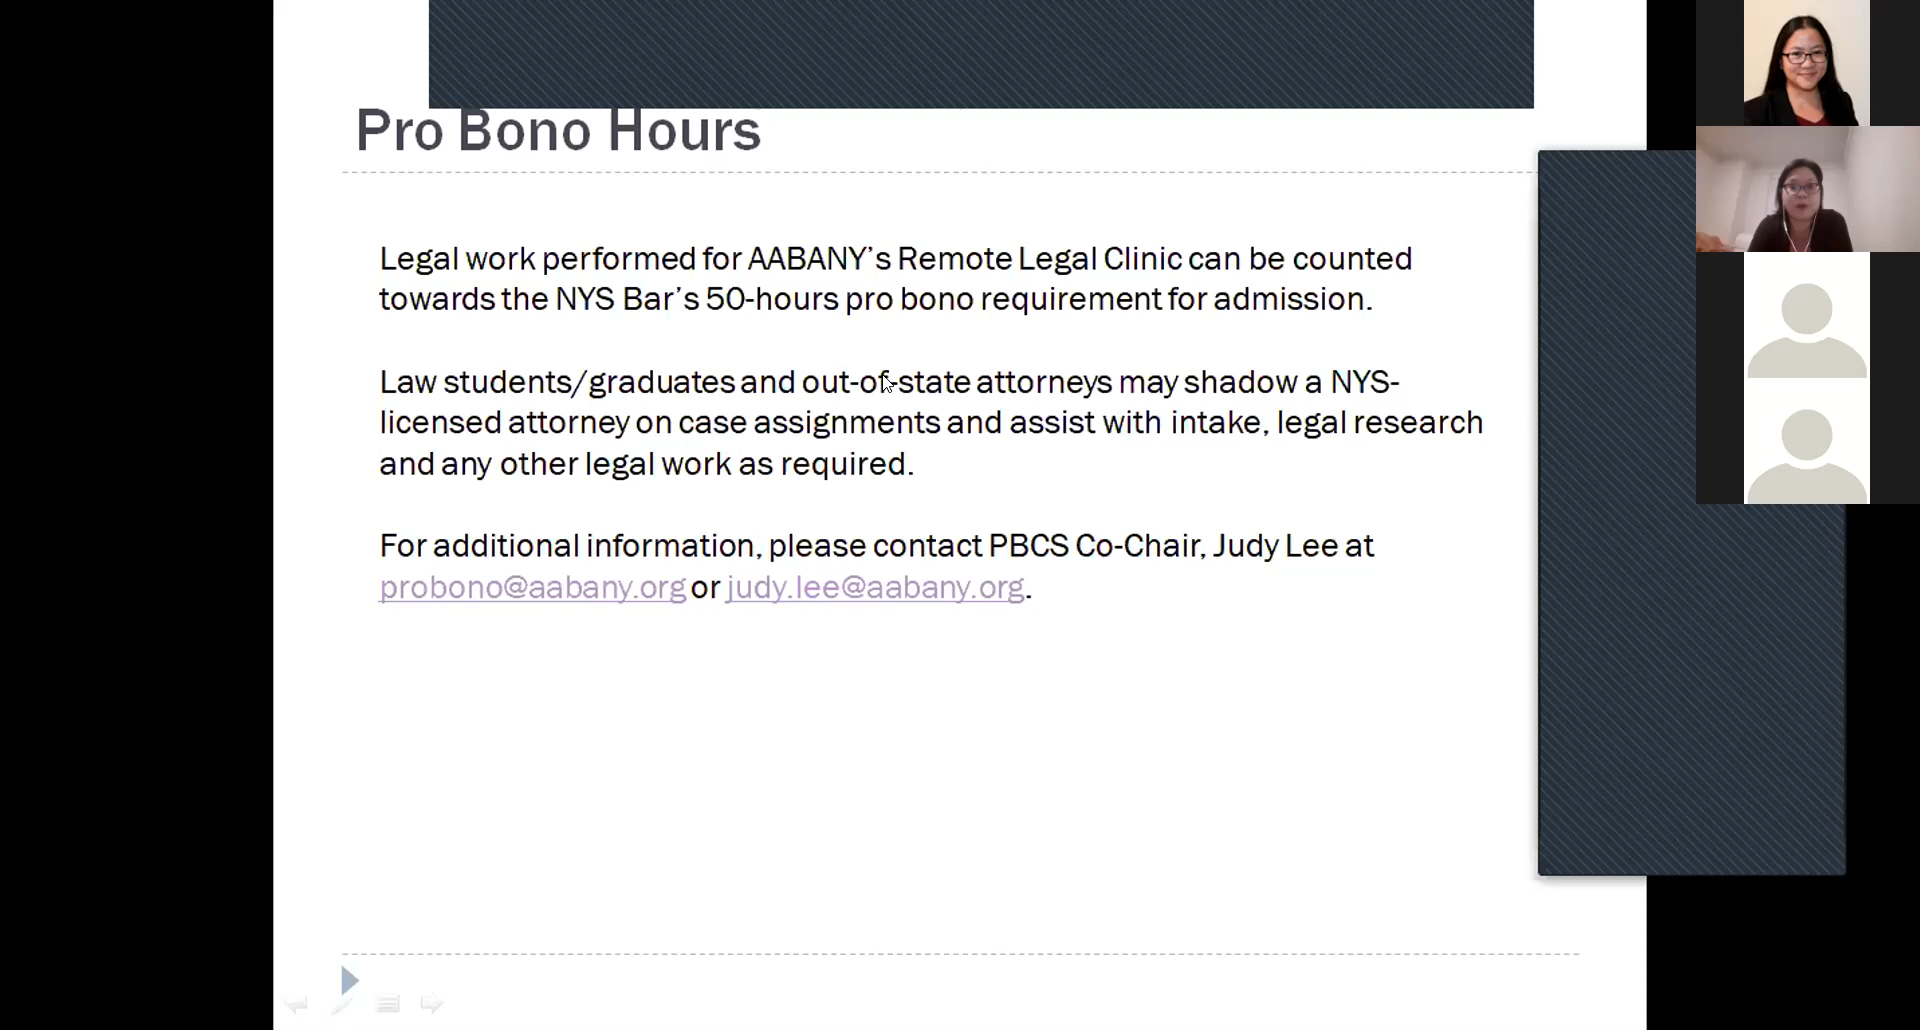 Pro Bono Hours
Legal work performed for AABANY’s Remote Legal Clinic can be counted
towards the NYS Bar’s 50-hours pro bono requirement for admission.
Law students/graduates and out-of-state attorneys may shadow a NYS-
licensed attorney on case assignments and assist with intake, legal research
and any other legal work as required.
For additional information, please contact PBCS Co-Chair, Judy Lee at
probono@aabany.org or judy.lee@aabany.org.